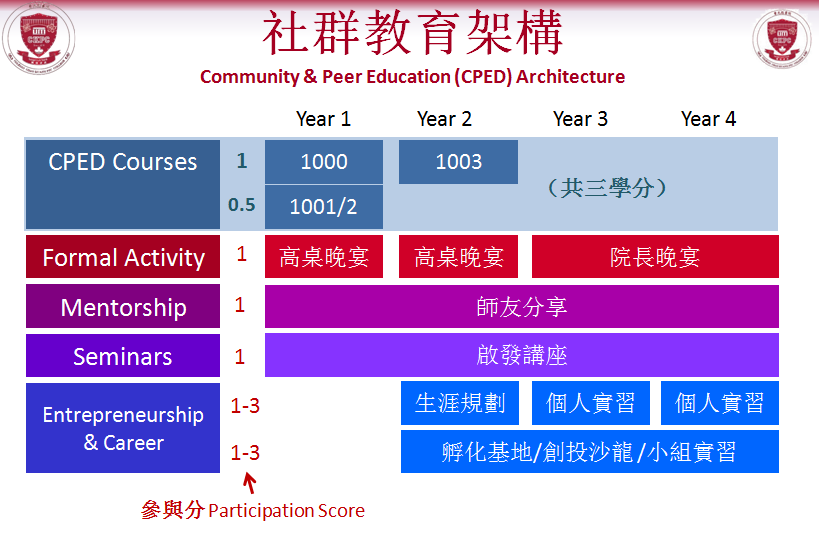 社群教育架構
Community & Peer Education (CPED) Architecture
Year 1 Year 2 Year 3 Year 4
CPED Courses 1 1000 1003
（共三學分）
0.5 1001/2
Formal Activity 1 高桌晚宴 高桌晚宴 院長晚宴
Mentorship 1 師友分享
Seminars 1 啟發講座
Entrepreneurship
& Career
1-3 生涯規劃 個人實習 個人實習
1-3 孵化基地/創投沙龍/小組實習
參與分 Participation Score